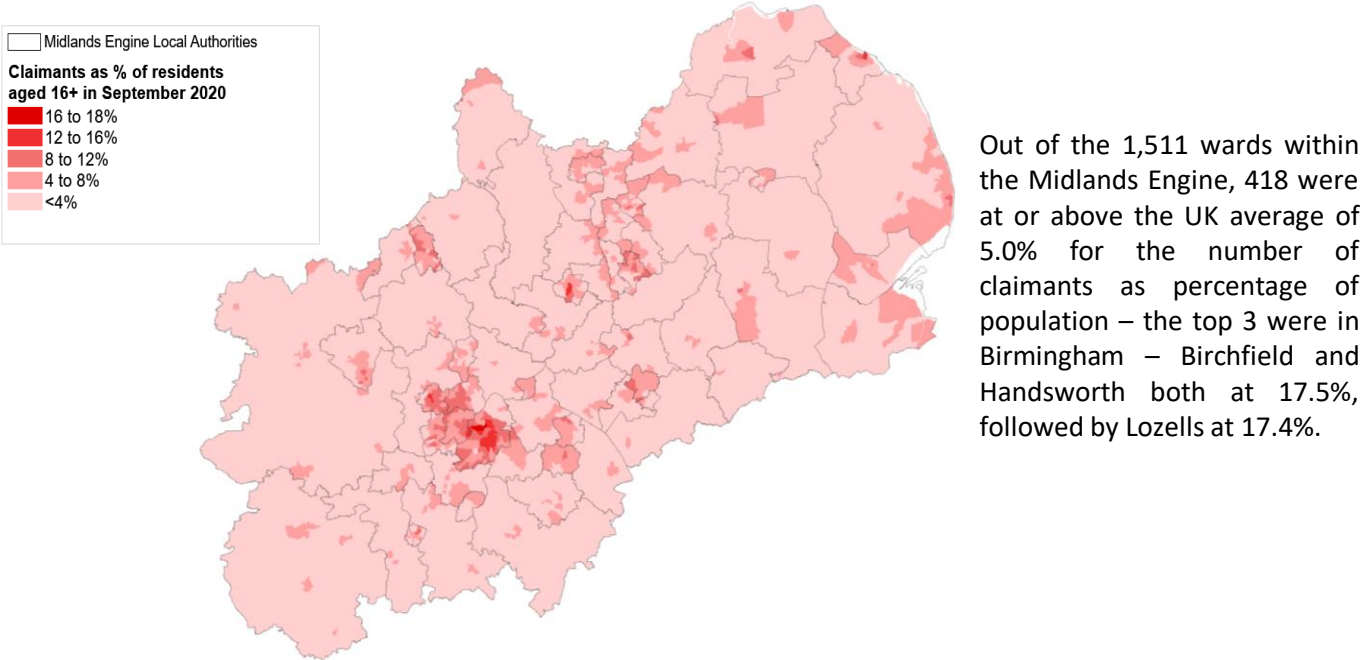 Midlands Engine Local Authorities
Claimants as % of residents
aged 16+ in September 2020
16 to 18%
12 to 16%
8 to 12%
4 to 8%
<4%
Out of the 1,511 wards within
the Midlands Engine, 418 were
at or above the UK average of
5.0% for the number of
claimants as percentage of
population – the top 3 were in
Birmingham – Birchfield and
Handsworth both at 17.5%,
followed by Lozells at 17.4%.